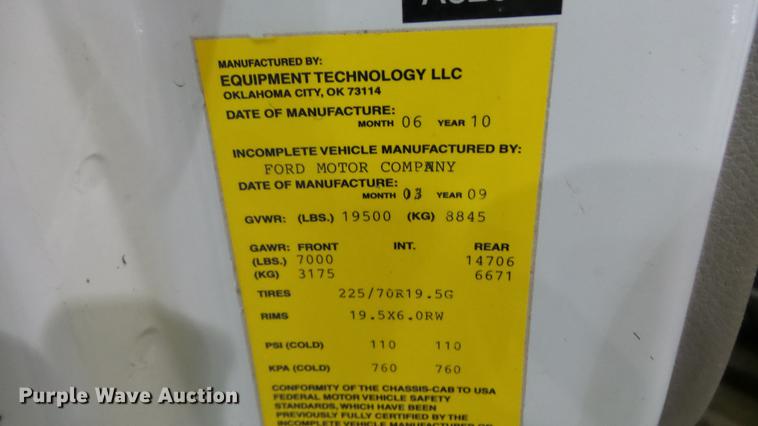 MANUFACTURED BY:
EQUIPMENT TECHNOLOGY LLC
OKLAHOMA CITY, OK 73114
DATE OF MANUFACTURE:
MONTH 06 YEAR 10
INCOMPLETE VEHICLE MANUFACTURED BY:
FORD MOTOR COMPANY
DATE OF MANUFACTURE:
MONTH 03 YEAR 09
GVWR: (LBS.) 19500 (KG) 8845
GAWR: FRONT INT. REAR
(LBS.) 7000 14706
(KG) 3175 6671
TIRES 225/70R19.5G
RIMS 19.5X6.0RW
PSI (COLD) 110 110
KPA (COLD) 760 760
CONFORMITY OF THE CHASSIS-CAB TO USA
FEDERAL MOTOR VEHICLE SAFETY
STANDARDS, WHICH HAVE BEEN
PREVIOUSLY FULLY CERTIFIED BY THE
INCOMPLETE VEHICLE MANUFACTURER OR
Purple Wave Auction